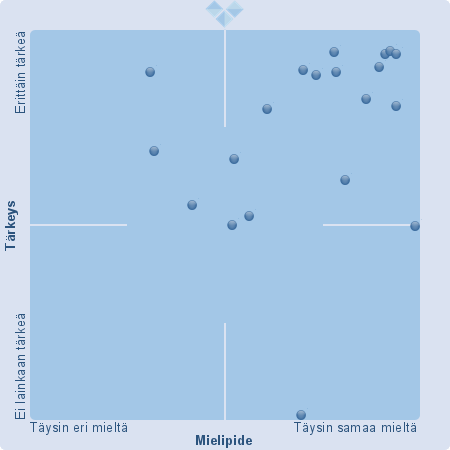 Erittäin tärkeä
Tärkeys
Ei lainkaan tärkeä
Täysin eri mieltä
Täysin samaa mieltä
Mielipide